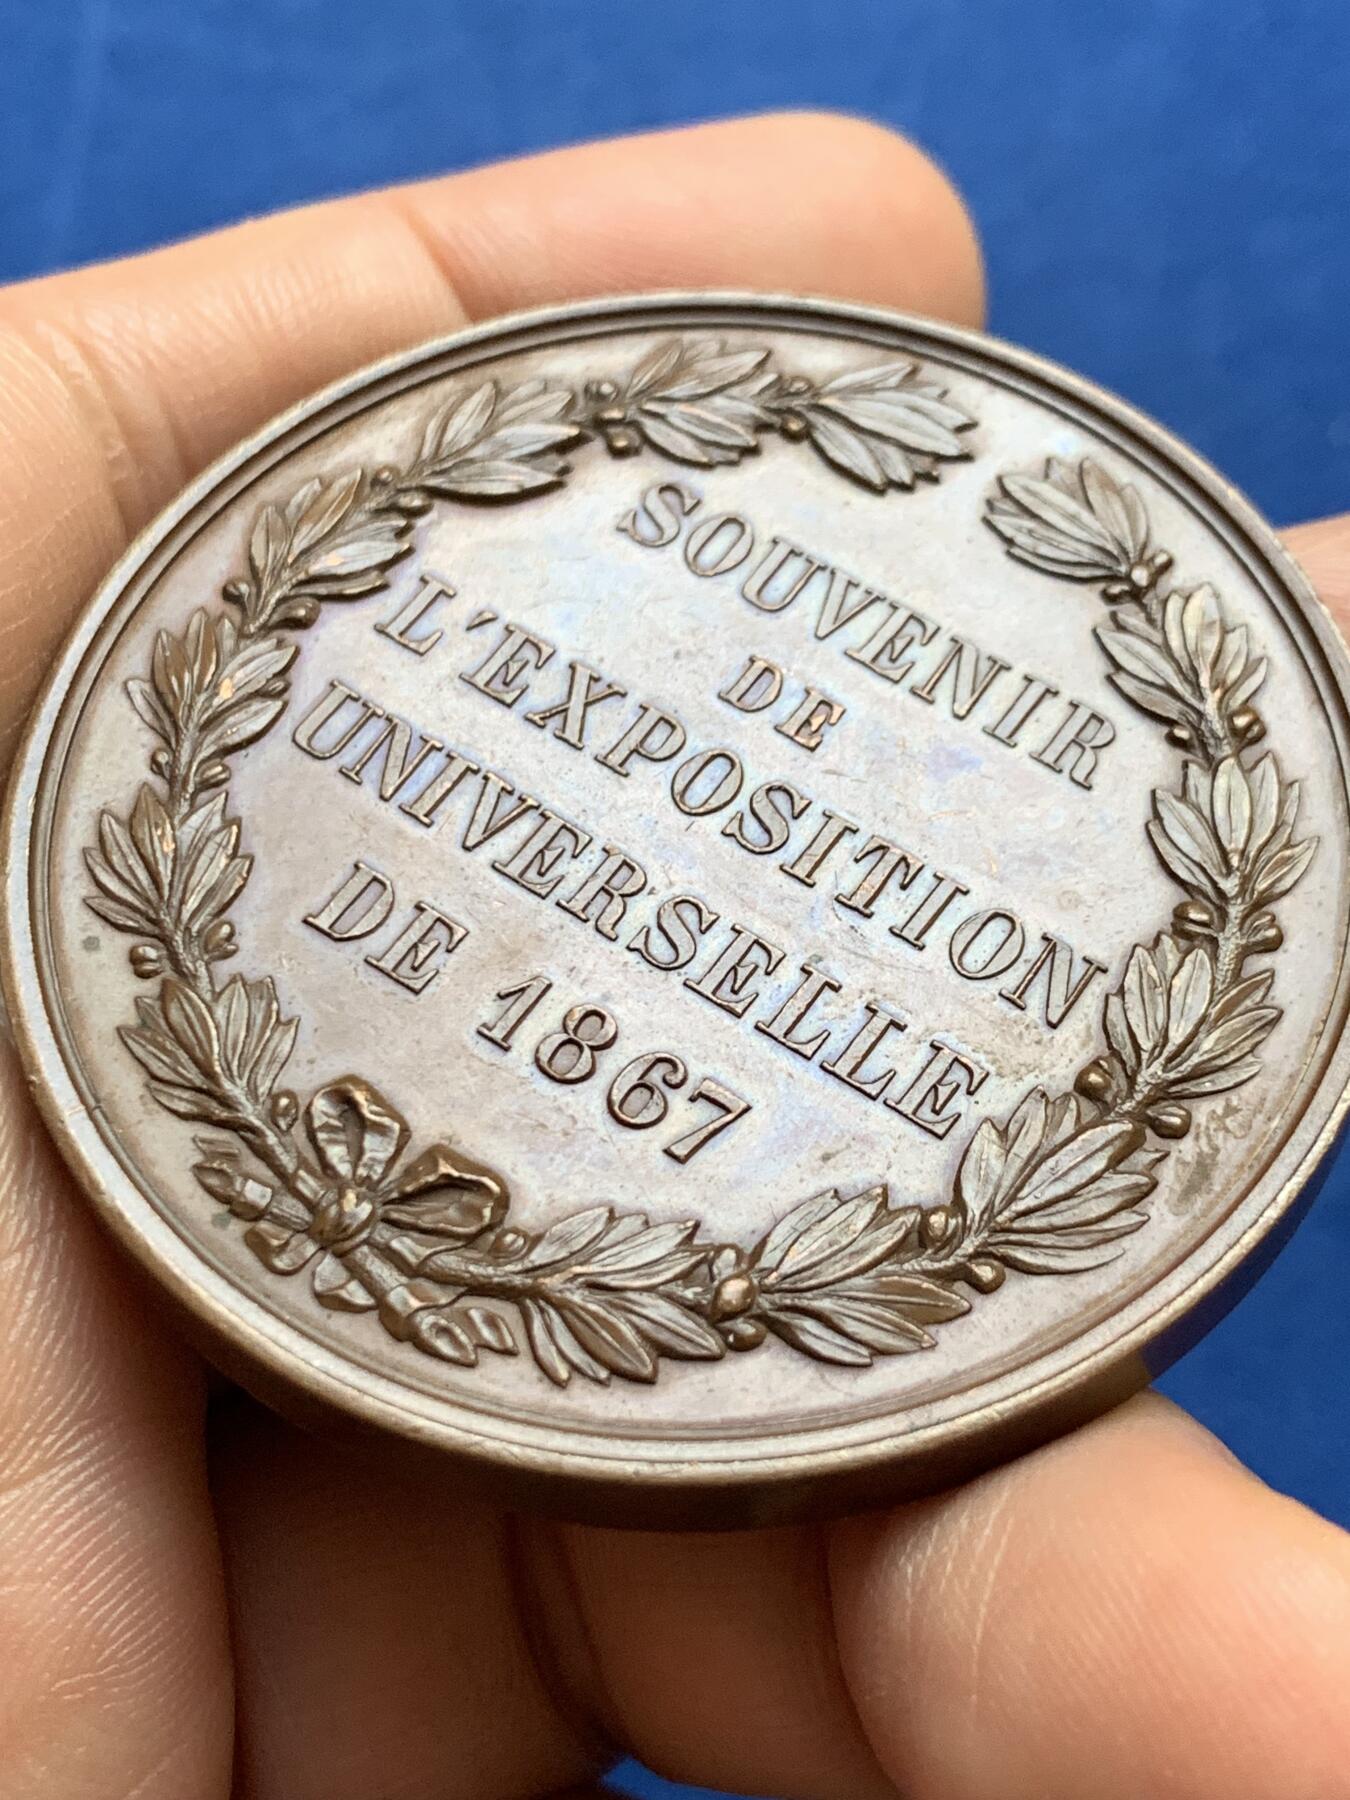 SOUVENIR
DE
L'EXPOSITION
UNIVERSELLE
DE 1867